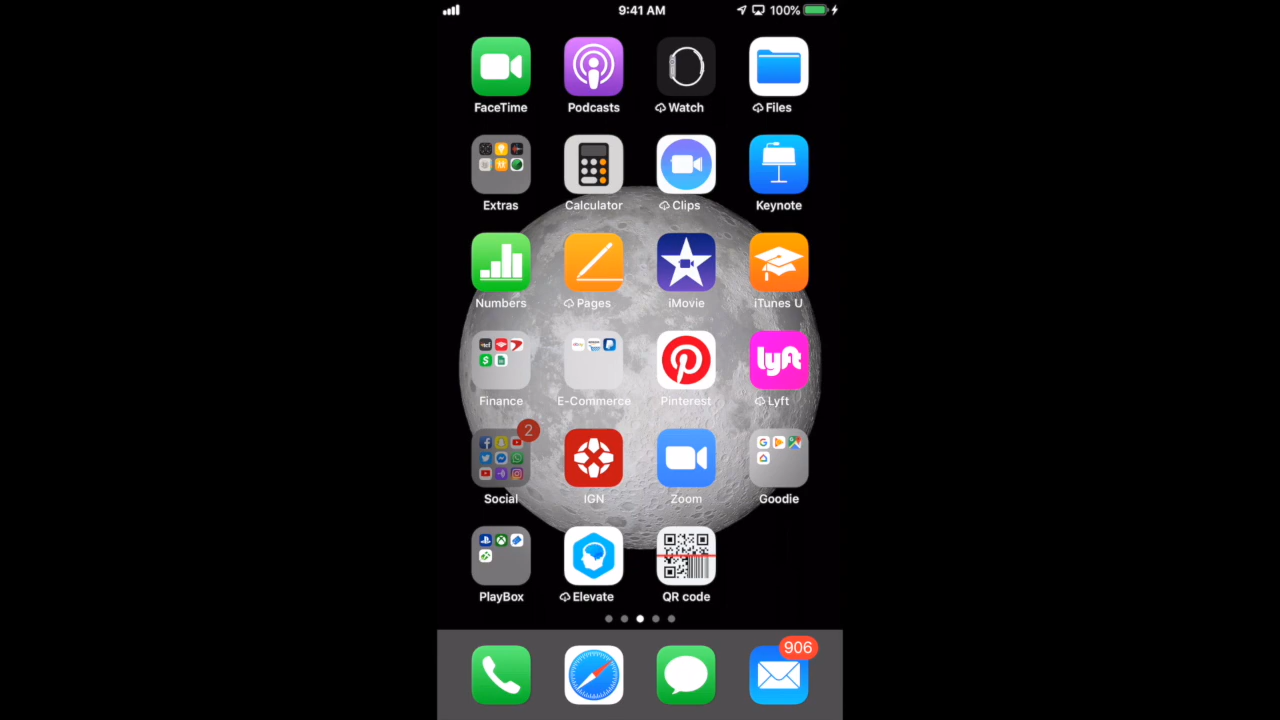 9:41 AM 100%
FaceTime Podcasts Watch Files
Extras Calculator Clips Keynote
Numbers Pages iMovie iTunes U
lyft
Finance E-Commerce Pinterest Lyft
2
Social IGN Zoom Goodie
PlayBox Elevate QR code
906